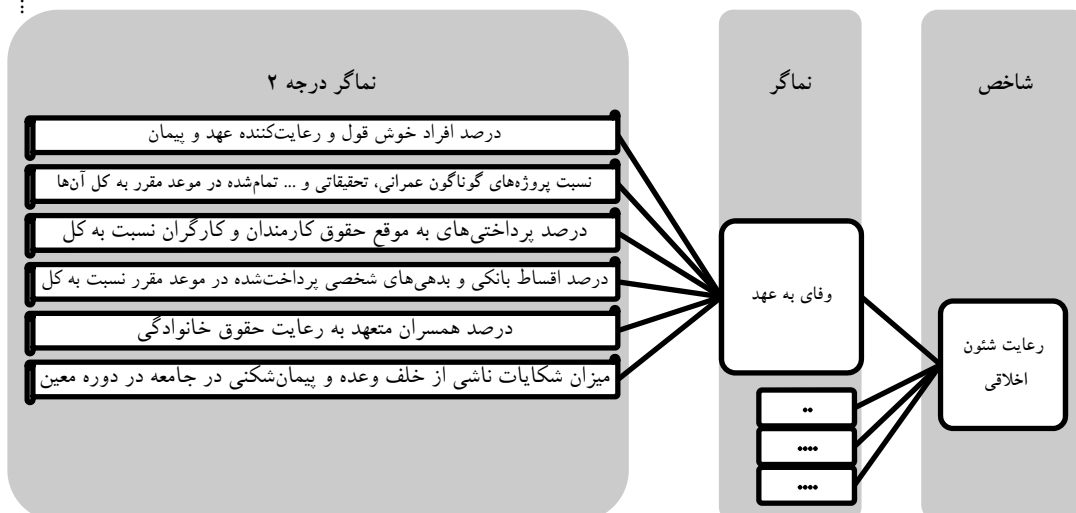 شاخص
نماگر
نماگر درجه ۲
رعایت شئون
اخلاقی
وفای به عهد
..
....
....
درصد افراد خوش قول و رعایت‌کننده عهد و پیمان
نسبت پروژه‌های گوناگون عمرانی، تحقیقاتی و ... تمام‌شده در موعد مقرر به کل آن‌ها
درصد پرداختی‌های به موقع حقوق کارمندان و کارگران نسبت به کل
درصد اقساط بانکی و بدهی‌های شخصی پرداخت‌شده در موعد مقرر نسبت به کل
درصد همسران متعهد به رعایت حقوق خانوادگی
میزان شکایات ناشی از خلف وعده و پیمان‌شکنی در جامعه در دوره معین